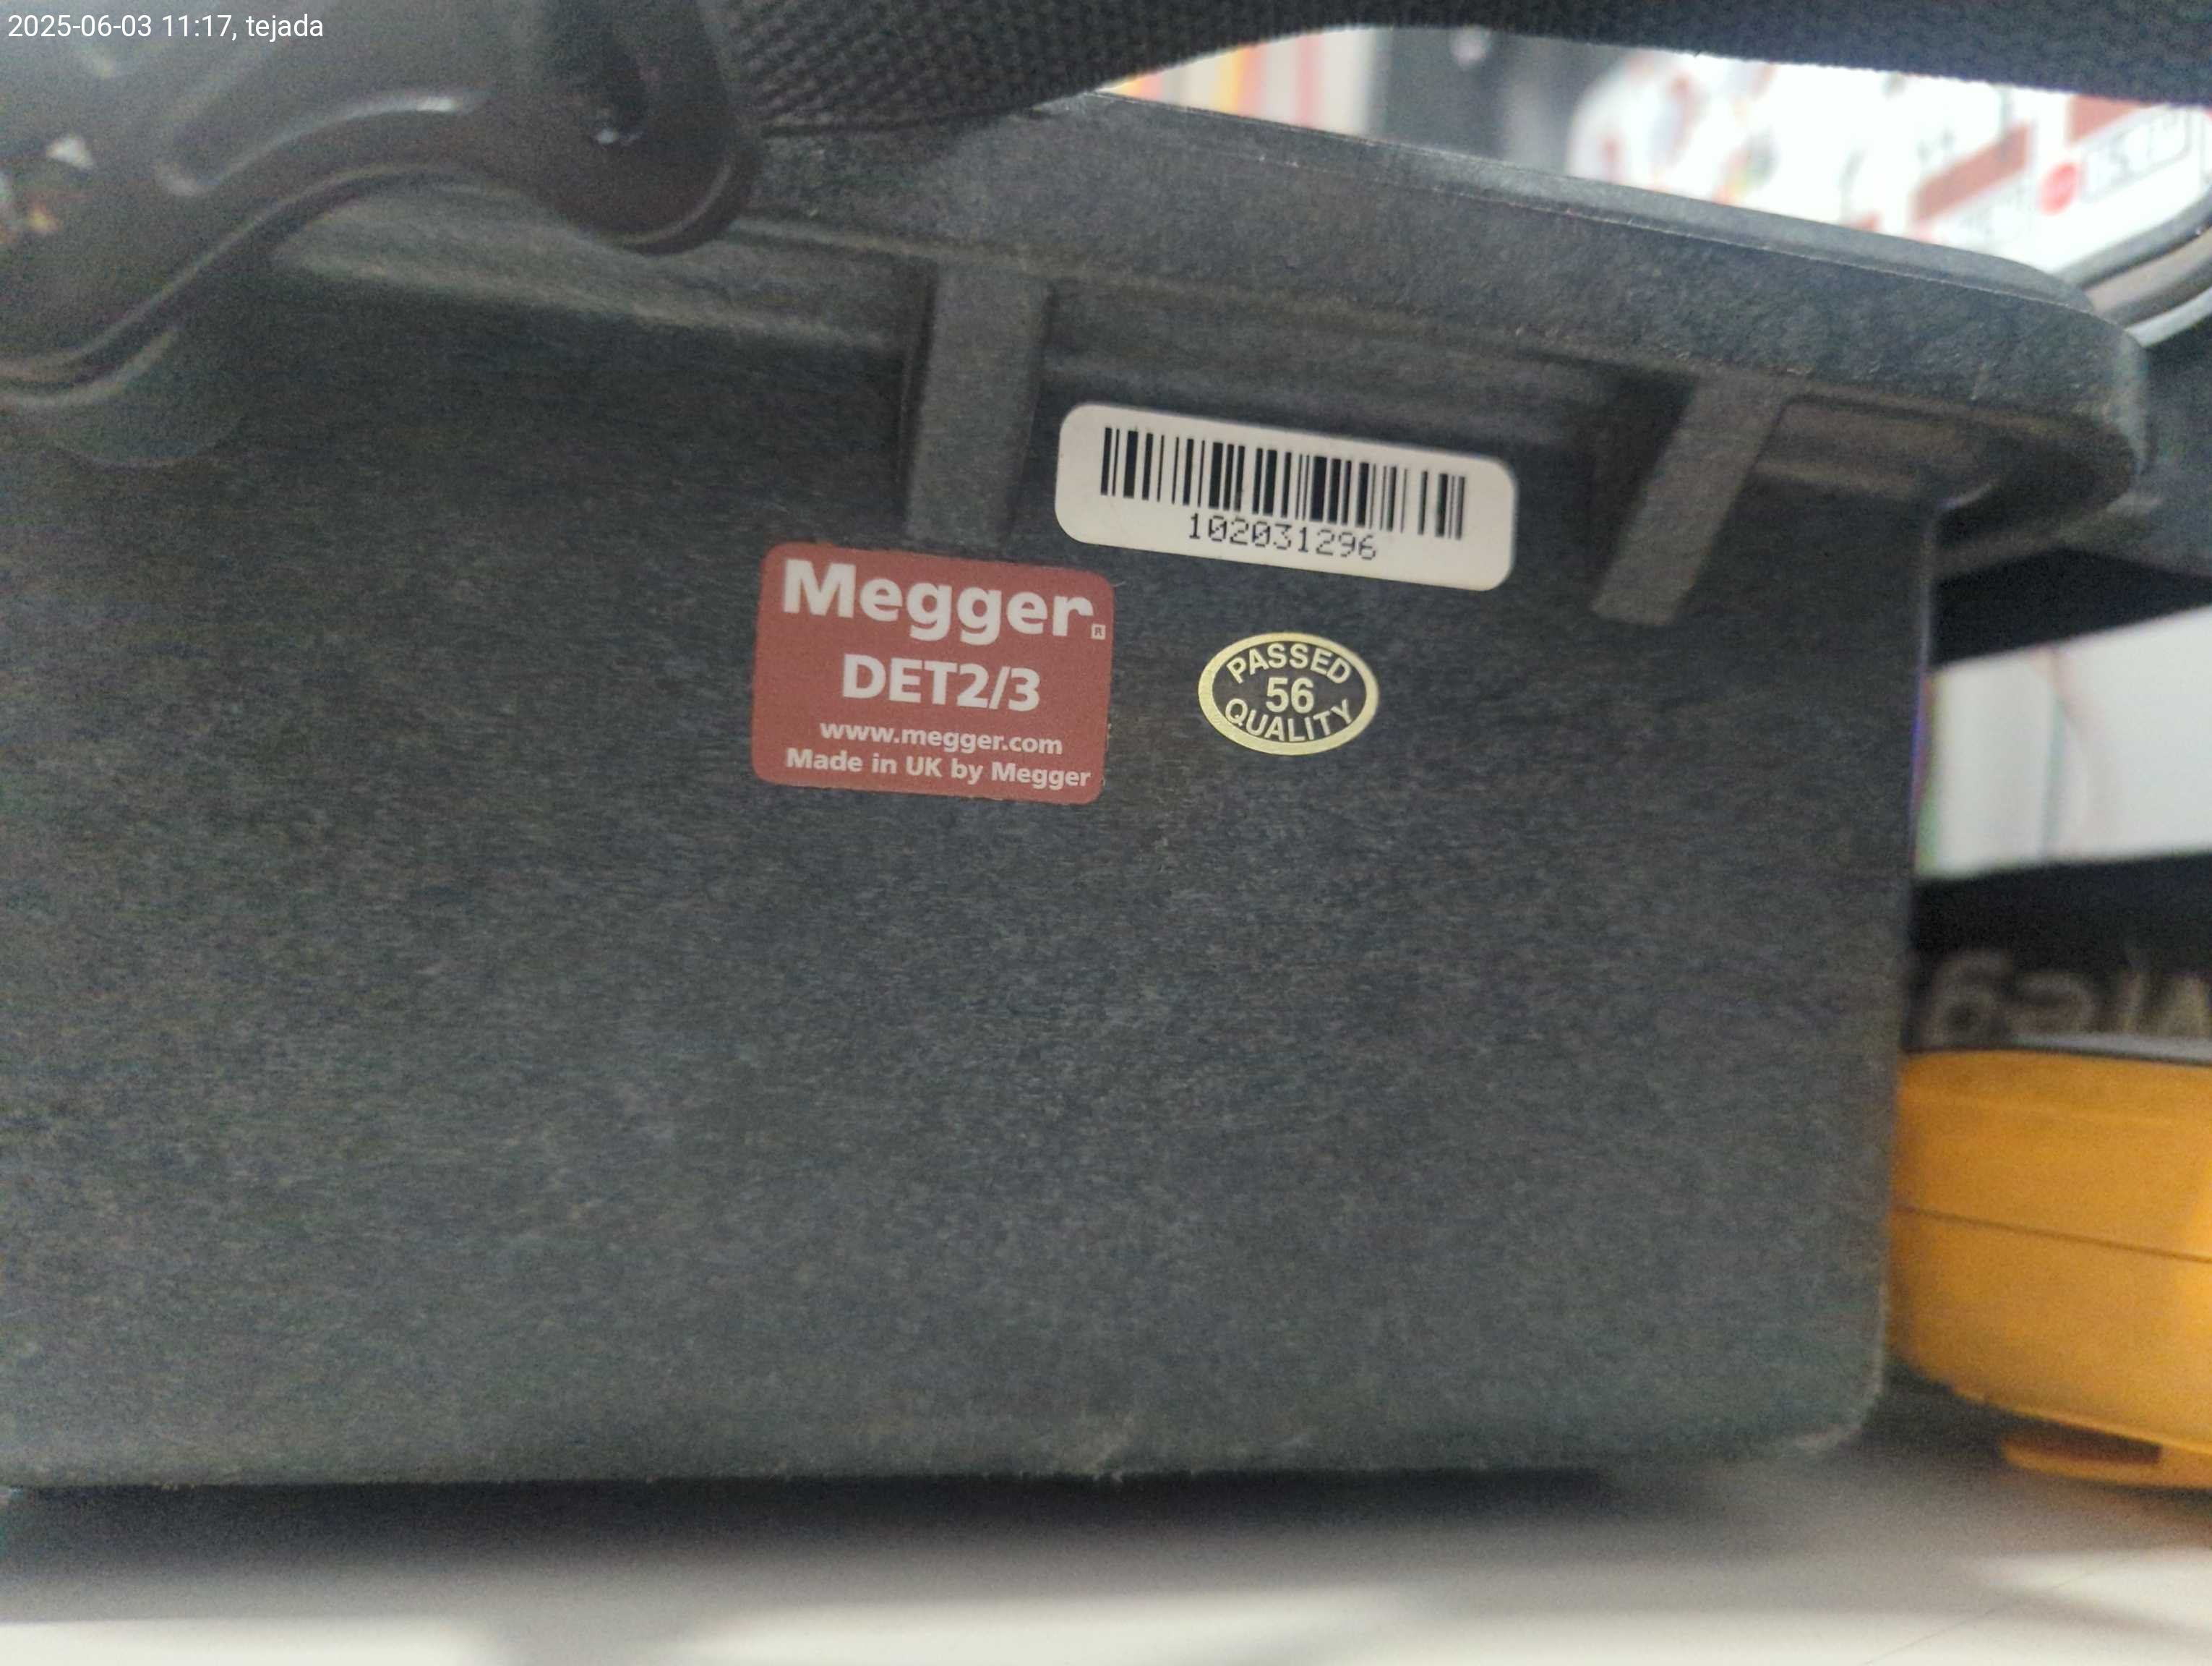 2025-06-03 11:17, tejada
102031296
Megger®
DET2/3
www.megger.com
Made in UK by Megger
PASSED
56
QUALITY